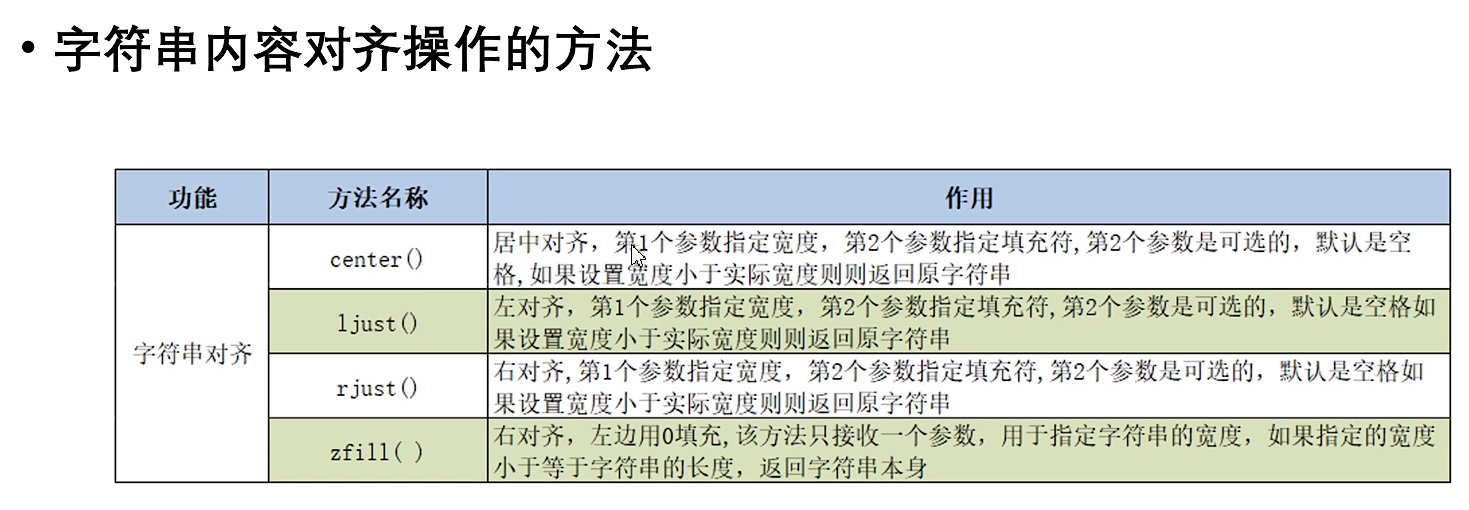 • 字符串内容对齐操作的方法
功能 方法名称 作用
字符串对齐
center()
居中对齐，第1个参数指定宽度，第2个参数指定填充符,第2个参数是可选的，默认是空
格,如果设置宽度小于实际宽度则则返回原字符串
ljust()
左对齐，第1个参数指定宽度，第2个参数指定填充符,第2个参数是可选的，默认是空格如
果设置宽度小于实际宽度则则返回原字符串
rjust()
右对齐,第1个参数指定宽度，第2个参数指定填充符,第2个参数是可选的，默认是空格如
果设置宽度小于实际宽度则则返回原字符串
zfill( )
右对齐，左边用0填充,该方法只接收一个参数，用于指定字符串的宽度，如果指定的宽度
小于等于字符串的长度，返回字符串本身